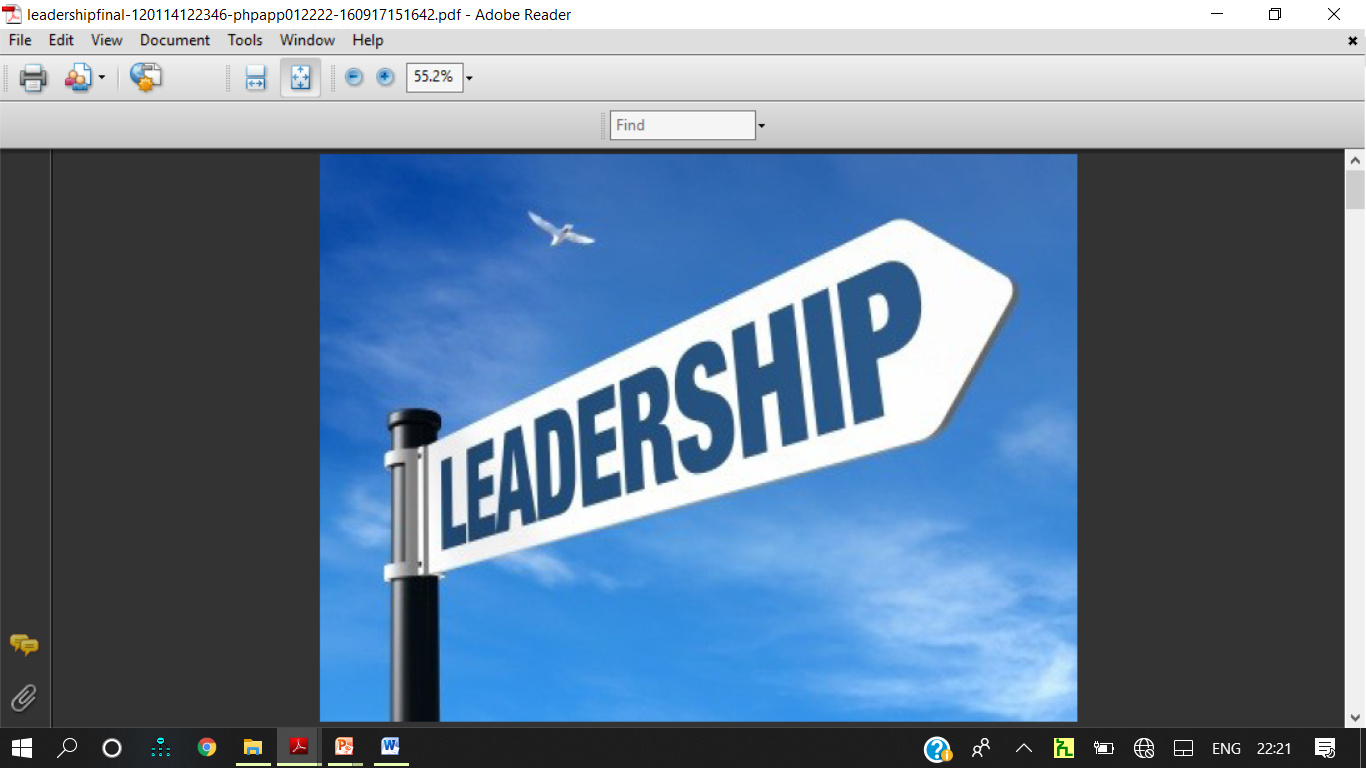 leadershipfinal-120114122346-phpapp012222-160917151642.pdf - Adobe Reader
File Edit View Document Tools Window Help
55.2%
Find
LEADERSHIP
ENG 22:21